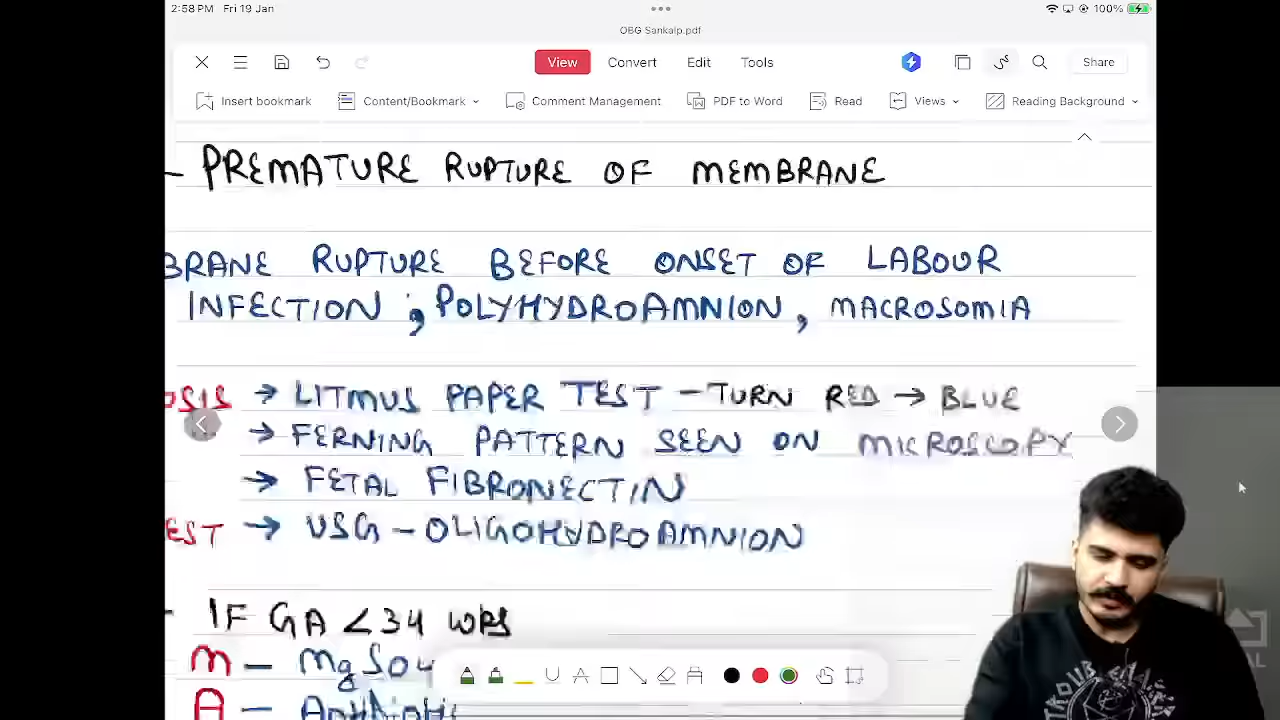 2:58 PM Fri 19 Jan
100%
OBG Sankalp.pdf
View Convert Edit Tools
Share
Insert bookmark Content/Bookmark Comment Management PDF to Word Read Views Reading Background
- PREMATURE RUPTURE OF MEMBRANE
BRANE RUPTURE BEFORE ONSET OF LABOUR
INFECTION ; POLYHYDROAMNION, MACROSOMIA
OSIS → LITMUS PAPER TEST - TURN RED → BLUE
→ FERNING PATTERN SEEN ON MICROSCOPY
→ FETAL FIBRONECTIN
EST → USG - OLIGOHYDROAMNION
- IF GA < 34 WKS
M - MgSO4
A - Antibiotic